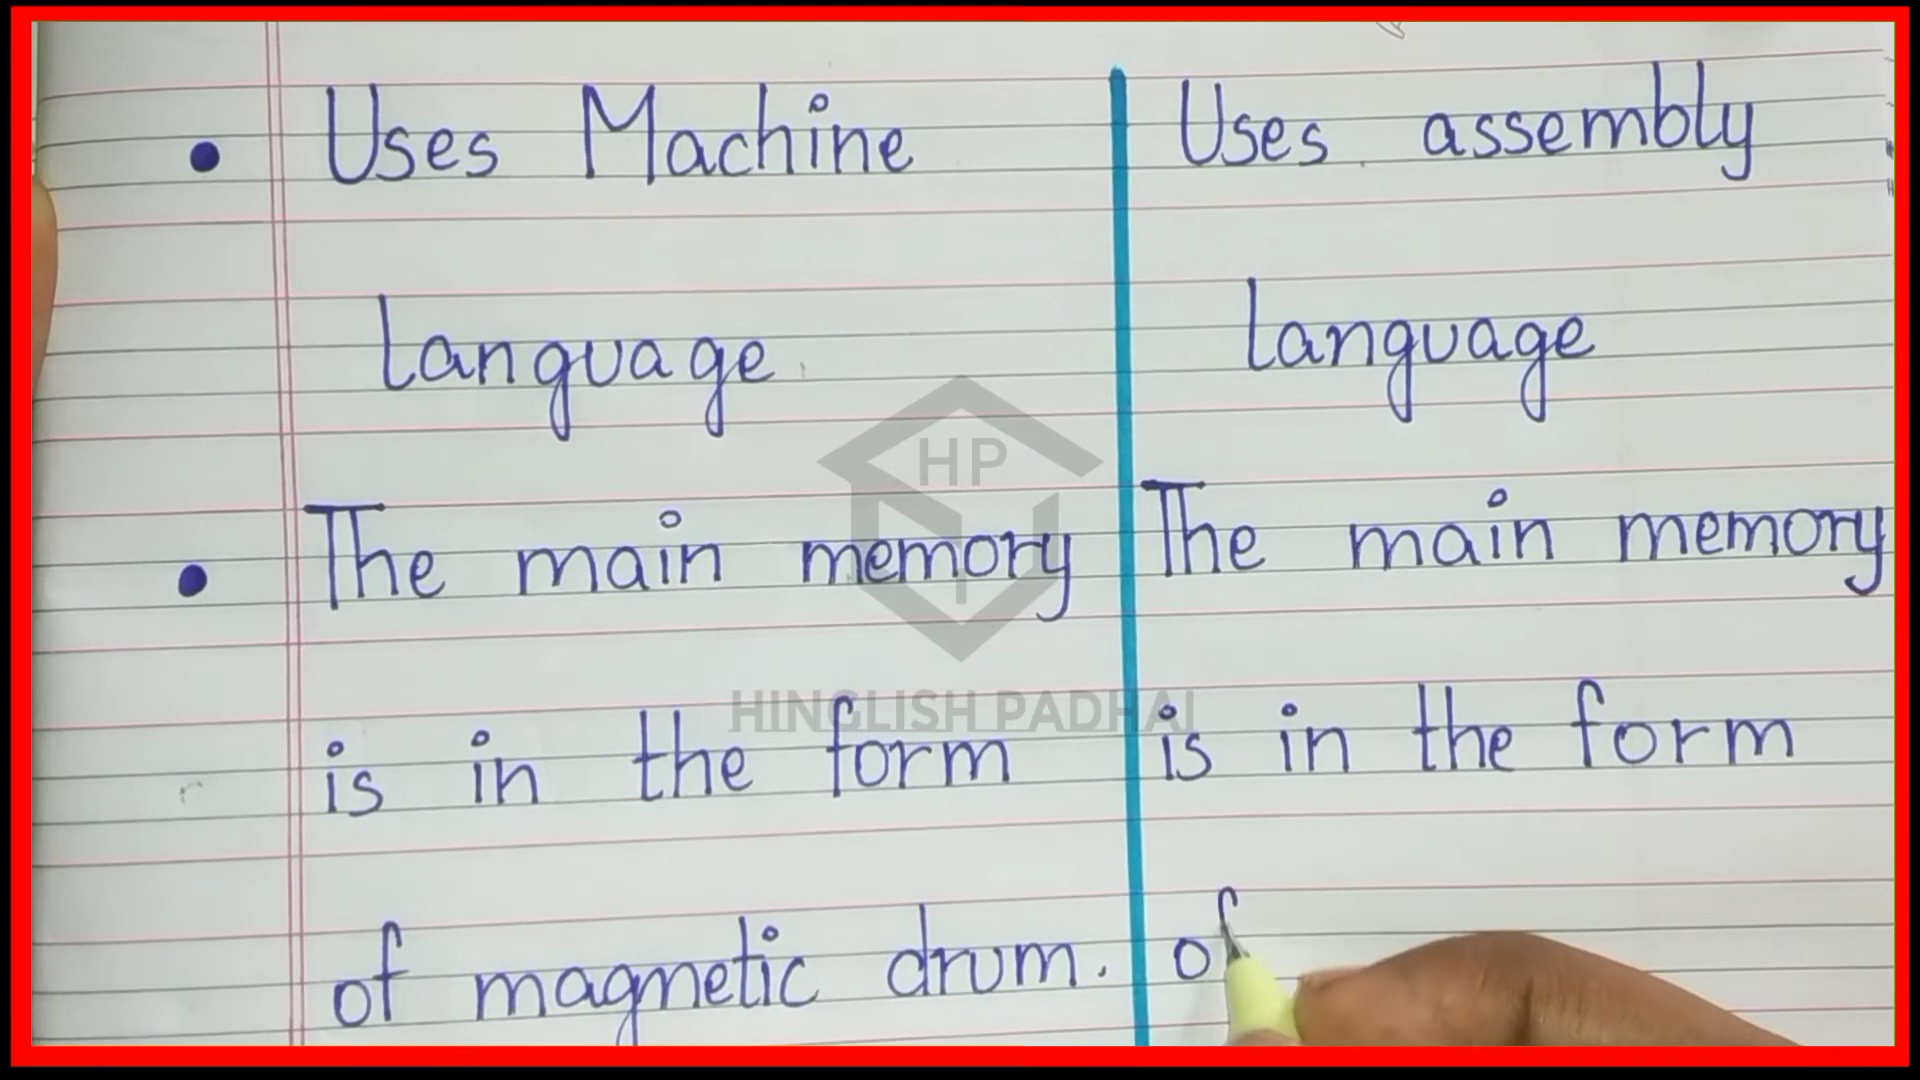 • Uses Machine
language
• The main memory
is in the form
of magnetic drum.
Uses assembly
language
The main memory
is in the form
of
HP
HINGLISH PADHAI